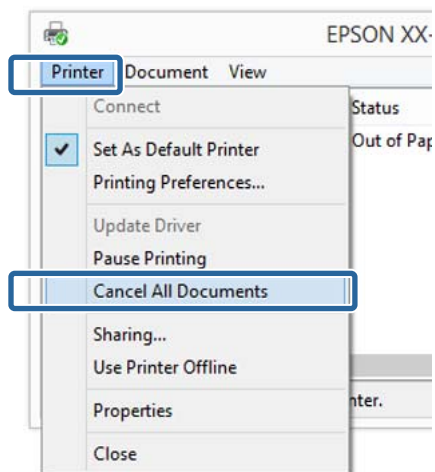 EPSON XX-
Printer Document View
Connect
Status
Set As Default Printer
Out of Pap
Printing Preferences...
Update Driver
Pause Printing
Cancel All Documents
Sharing...
Use Printer Offline
nter.
Properties
Close